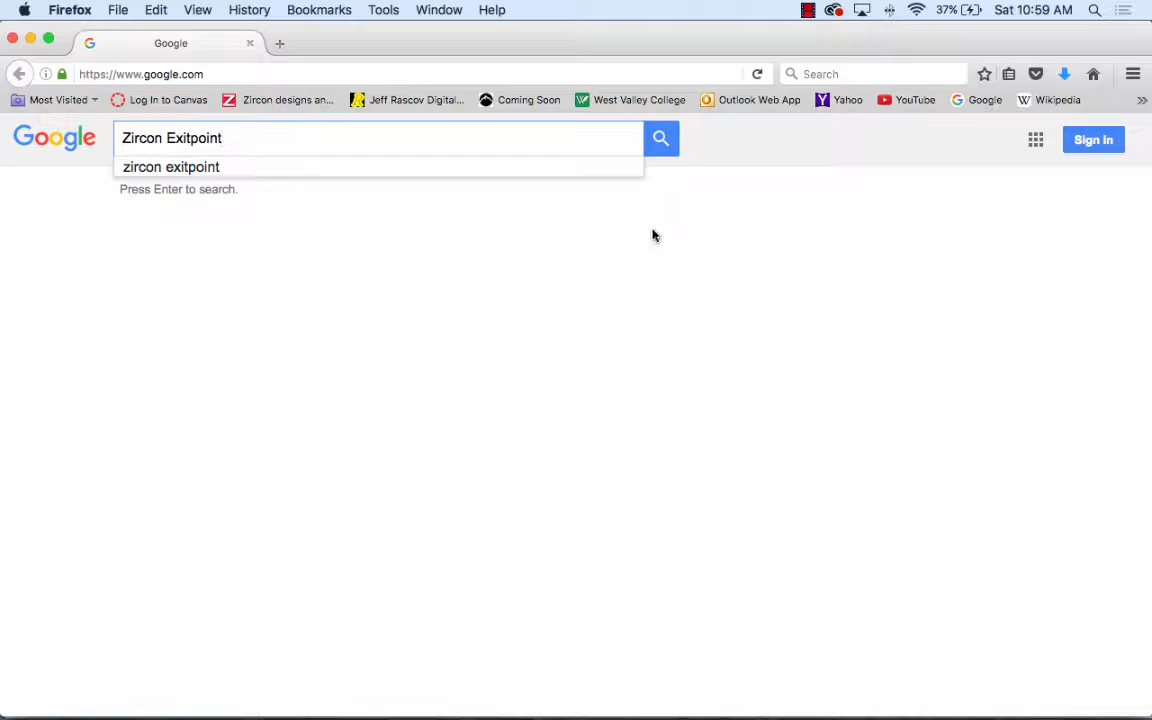 Firefox File Edit View History Bookmarks Tools Window Help 37% Sat 10:59 AM
Google
https://www.google.com Search
Most Visited Log In to Canvas Zircon designs an... Jeff Rascov Digital... Coming Soon West Valley College Outlook Web App Yahoo YouTube Google Wikipedia
Google Zircon Exitpoint Sign In
zircon exitpoint
Press Enter to search.